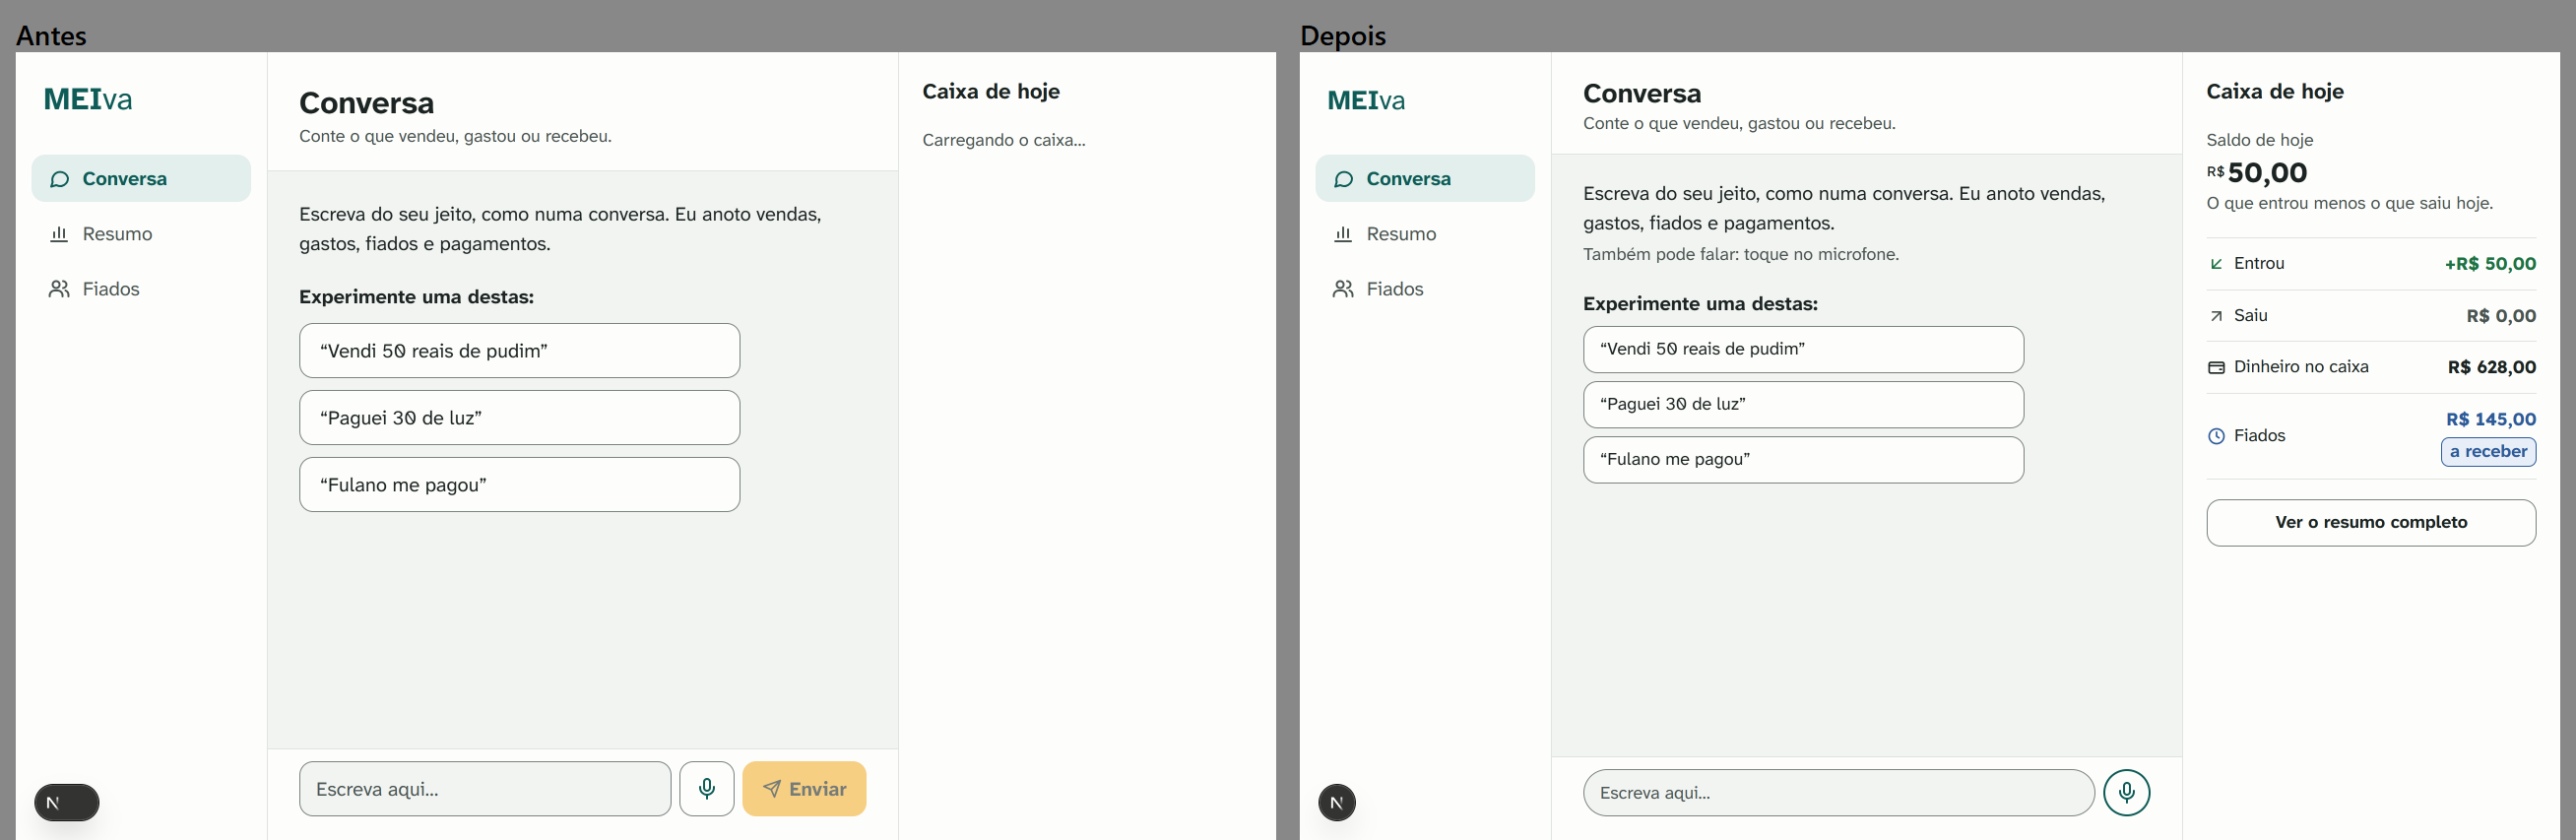 Antes
MEIva
Conversa
Resumo
Fiados
N
Conversa
Conte o que vendeu, gastou ou recebeu.
Escreva do seu jeito, como numa conversa. Eu anoto vendas,
gastos, fiados e pagamentos.
Experimente uma destas:
“Vendi 50 reais de pudim”
“Paguei 30 de luz”
“Fulano me pagou”
Escreva aqui...
Enviar
Caixa de hoje
Carregando o caixa...
Depois
MEIva
Conversa
Resumo
Fiados
N
Conversa
Conte o que vendeu, gastou ou recebeu.
Escreva do seu jeito, como numa conversa. Eu anoto vendas,
gastos, fiados e pagamentos.
Também pode falar: toque no microfone.
Experimente uma destas:
“Vendi 50 reais de pudim”
“Paguei 30 de luz”
“Fulano me pagou”
Escreva aqui...
Caixa de hoje
Saldo de hoje
R$ 50,00
O que entrou menos o que saiu hoje.
Entrou +R$ 50,00
Saiu R$ 0,00
Dinheiro no caixa R$ 628,00
Fiados R$ 145,00
a receber
Ver o resumo completo